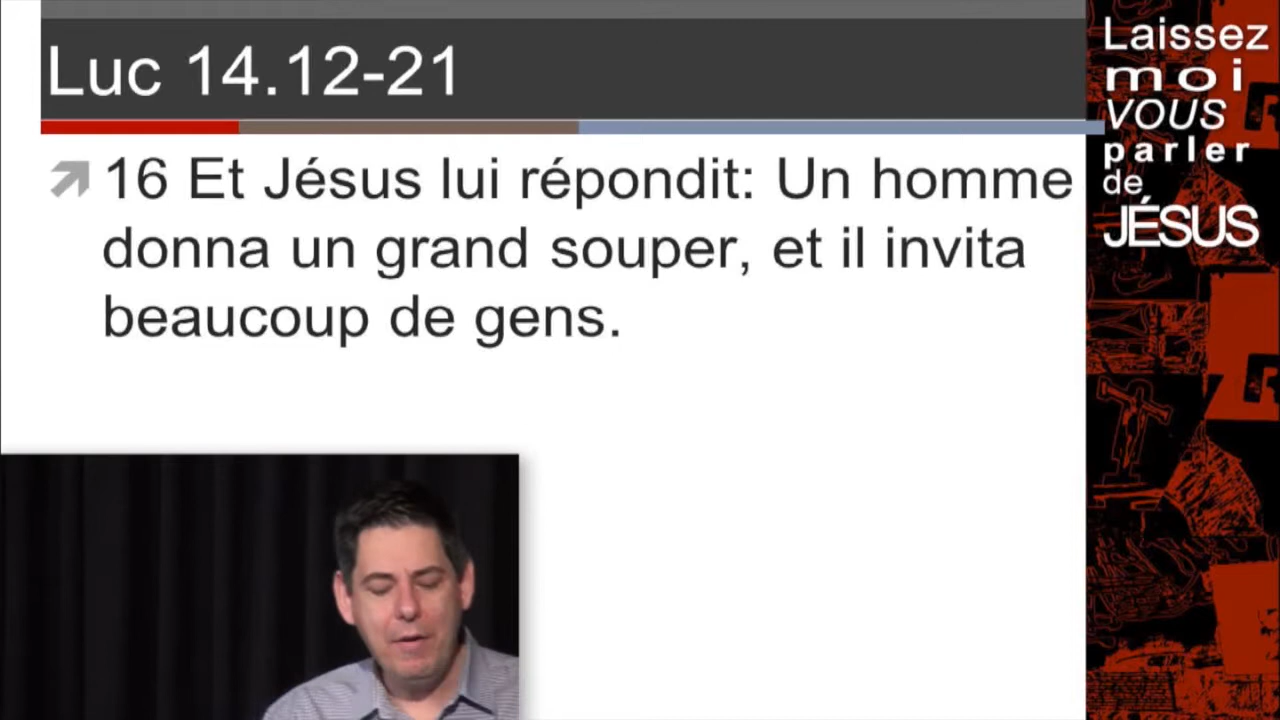 Luc 14.12-21
16 Et Jésus lui répondit: Un homme
donna un grand souper, et il invita
beaucoup de gens.
Laissez
moi
VOUS
parler
de
JÉSUS